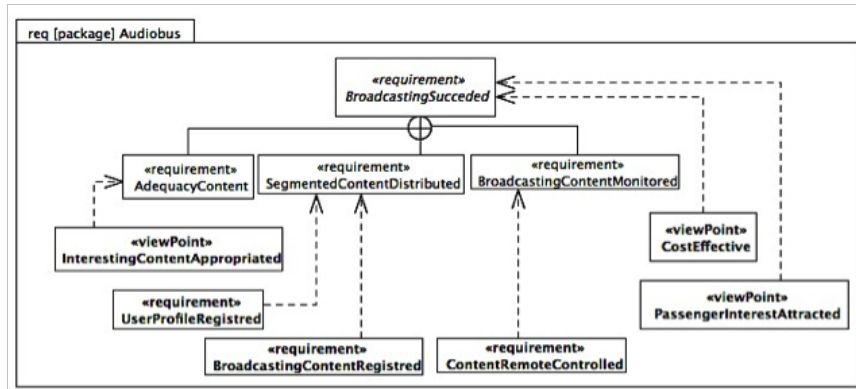 req [package] Audiobus
«requirement»
BroadcastingSucceded
«requirement»
AdequacyContent
«requirement»
SegmentedContentDistributed
«requirement»
BroadcastingContentMonitored
«viewPoint»
InterestingContentAppropriated
«viewPoint»
CostEffective
«requirement»
UserProfileRegistred
«viewPoint»
PassengerInterestAttracted
«requirement»
BroadcastingContentRegistred
«requirement»
ContentRemoteControlled